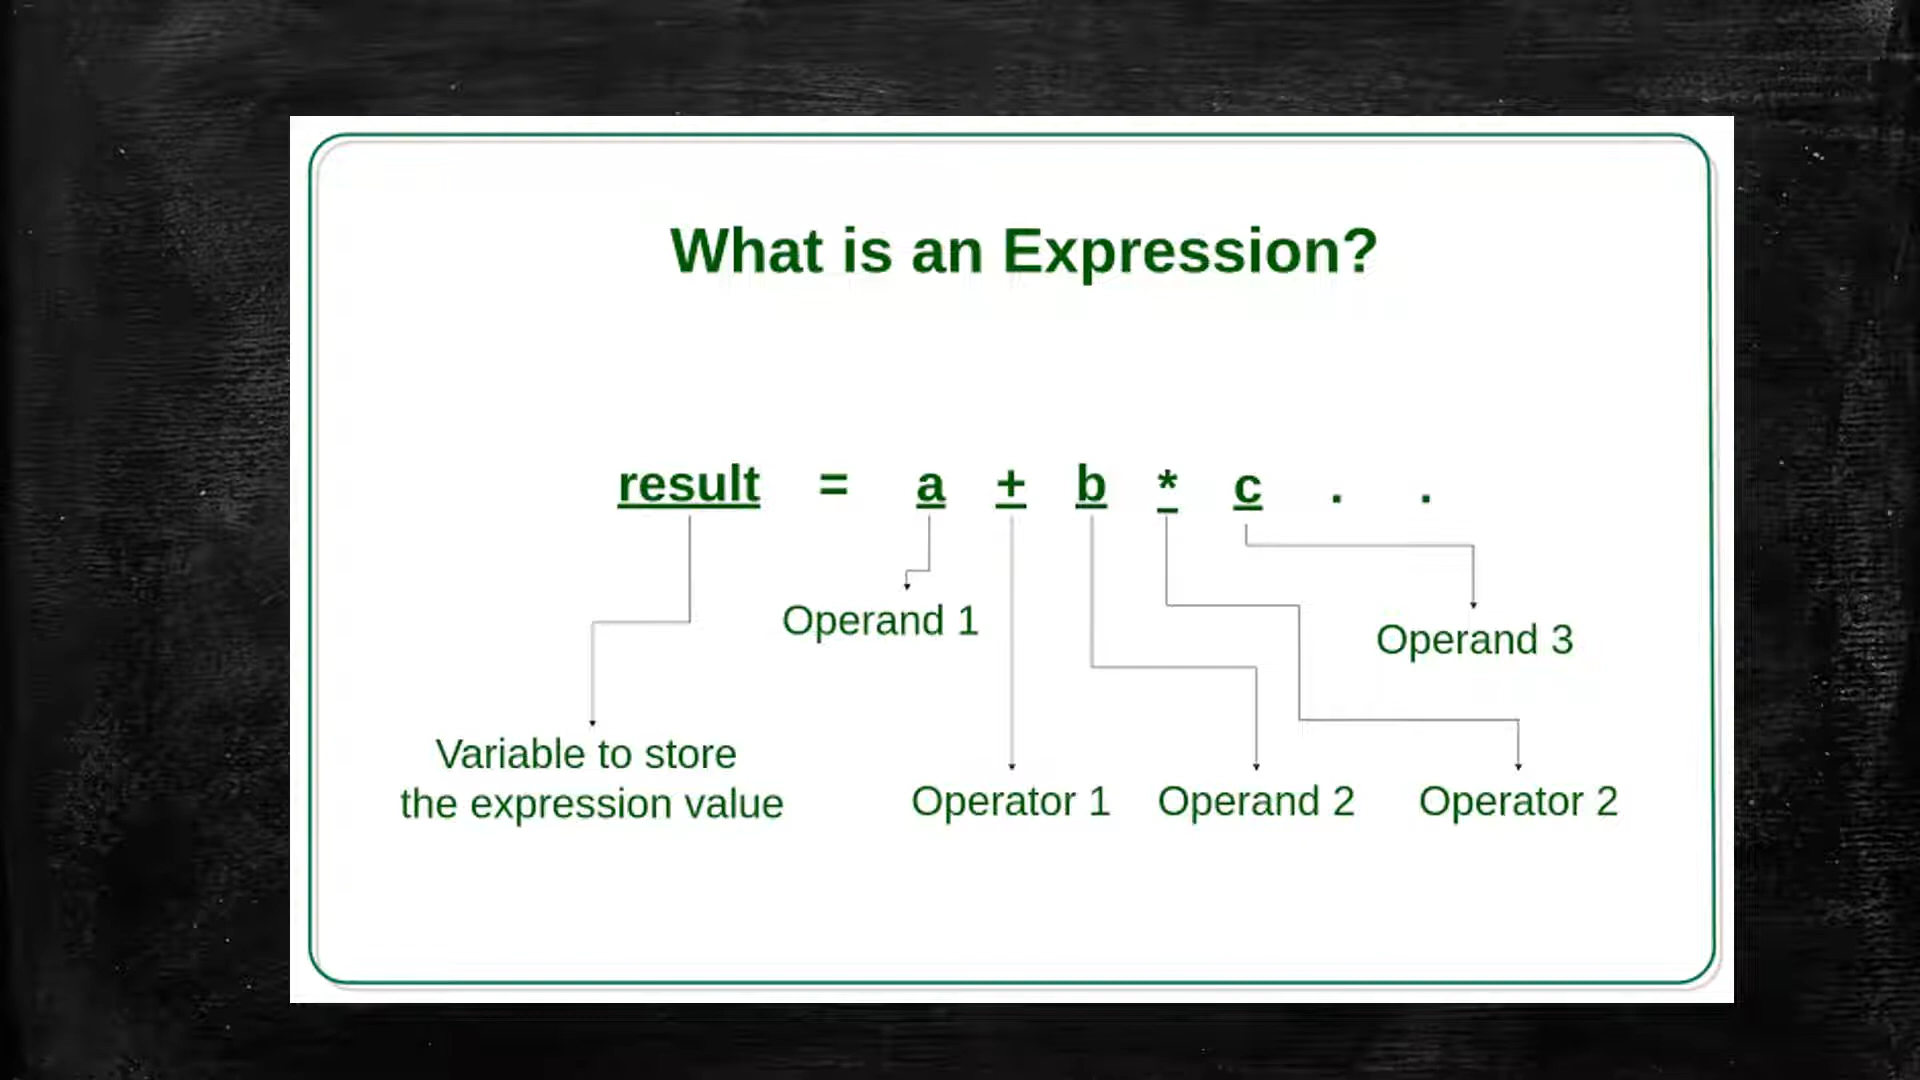 What is an Expression?
result = a + b * c . .
Operand 1
Operand 3
Variable to store
the expression value
Operator 1 Operand 2 Operator 2